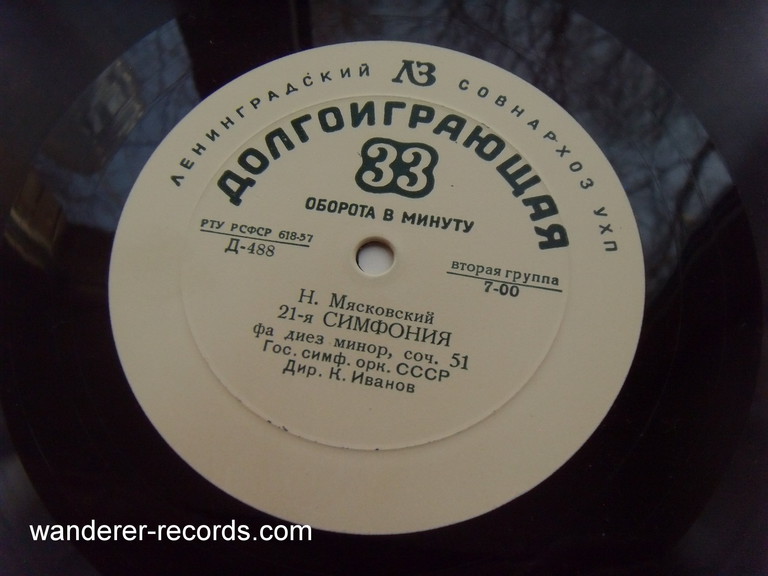 ЛЕНИНГРАДСКИЙ ЛЗ СОВНАРХОЗ УХП
ДОЛГОИГРАЮЩАЯ
33
ОБОРОТА В МИНУТУ
РТУ РСФСР 618-57
Д-488
вторая группа
7-00
Н. Мясковский
21-я СИМФОНИЯ
фа диез минор, соч. 51
Гос. симф. орк. СССР
Дир. К. Иванов
wanderer-records.com